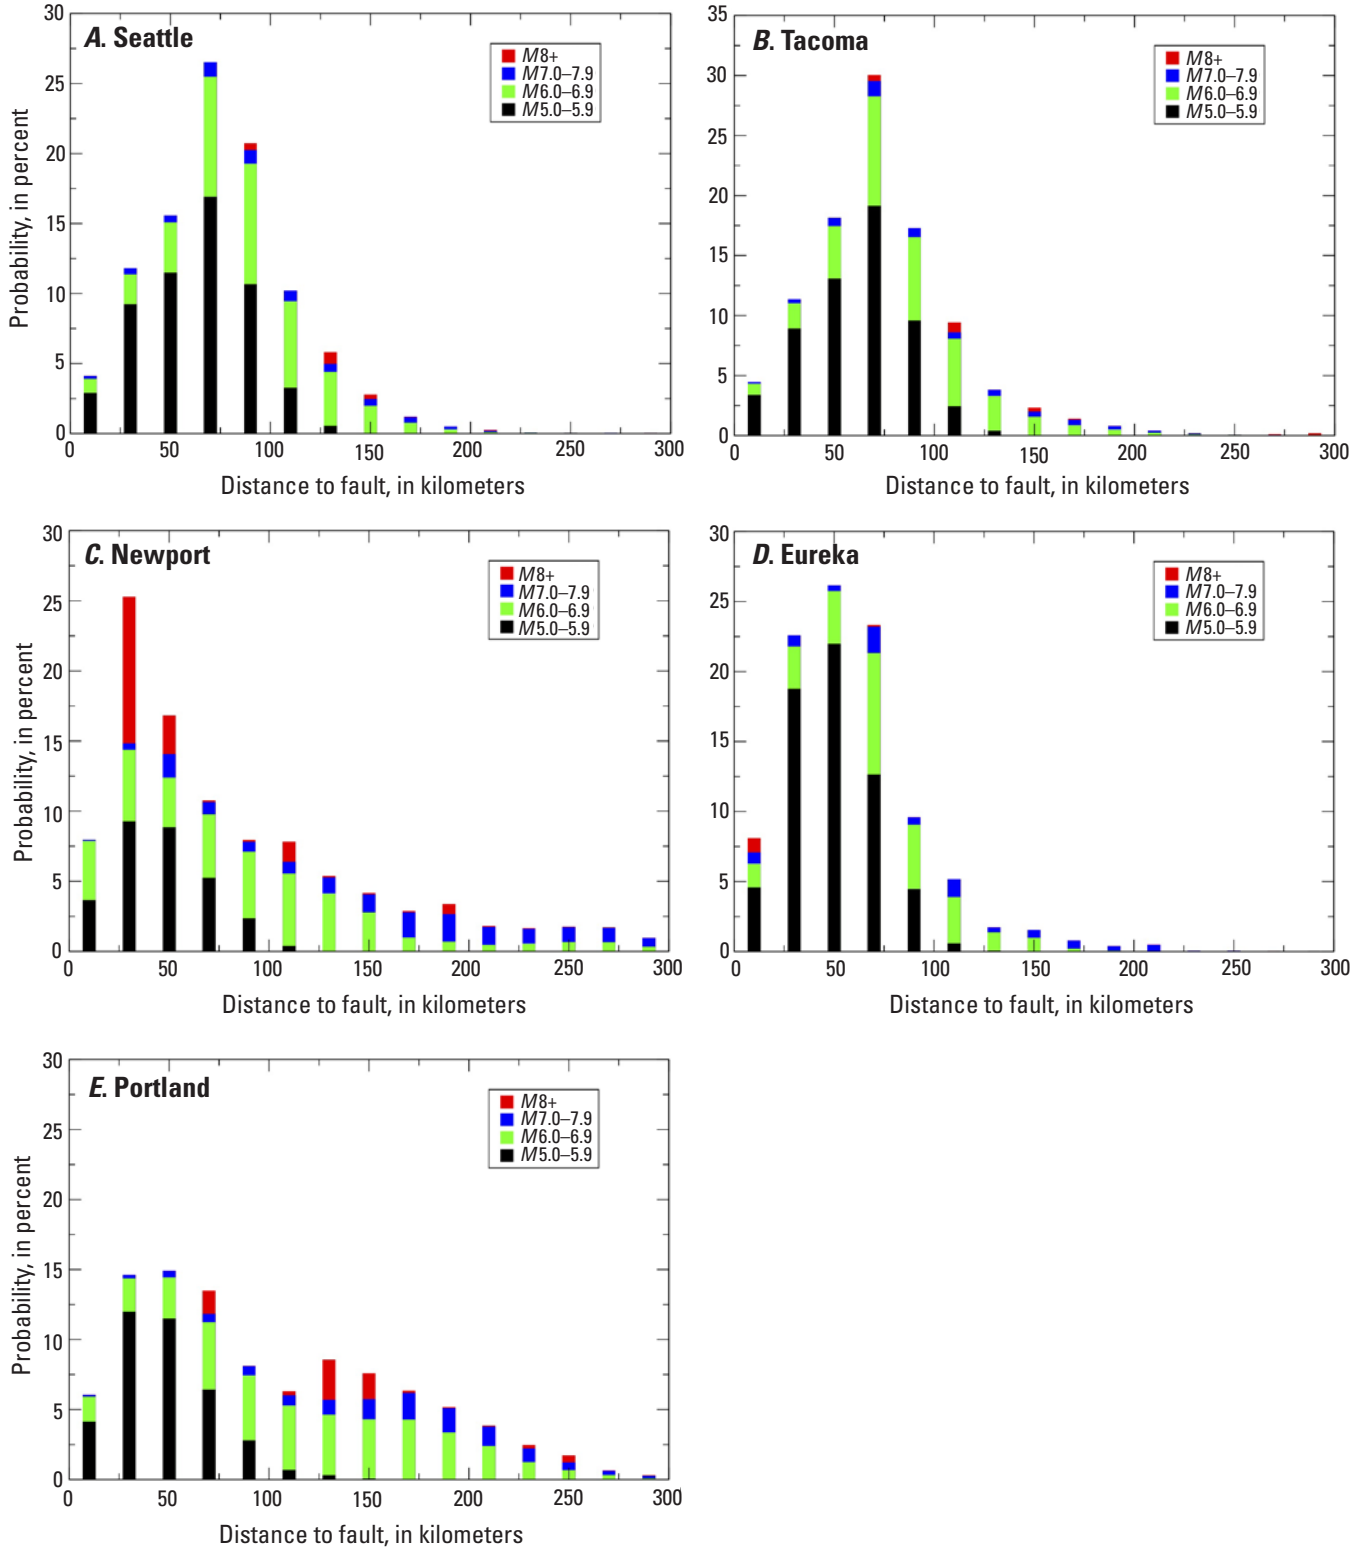 A. Seattle
M8+
M7.0–7.9
M6.0–6.9
M5.0–5.9
Probability, in percent
30
25
20
15
10
5
0
0 50 100 150 200 250 300
Distance to fault, in kilometers
B. Tacoma
M8+
M7.0–7.9
M6.0–6.9
M5.0–5.9
35
30
25
20
15
10
5
0
0 50 100 150 200 250 300
Distance to fault, in kilometers
C. Newport
M8+
M7.0–7.9
M6.0–6.9
M5.0–5.9
Probability, in percent
30
25
20
15
10
5
0
0 50 100 150 200 250 300
Distance to fault, in kilometers
D. Eureka
M8+
M7.0–7.9
M6.0–6.9
M5.0–5.9
30
25
20
15
10
5
0
0 50 100 150 200 250 300
Distance to fault, in kilometers
E. Portland
M8+
M7.0–7.9
M6.0–6.9
M5.0–5.9
Probability, in percent
30
25
20
15
10
5
0
0 50 100 150 200 250 300
Distance to fault, in kilometers